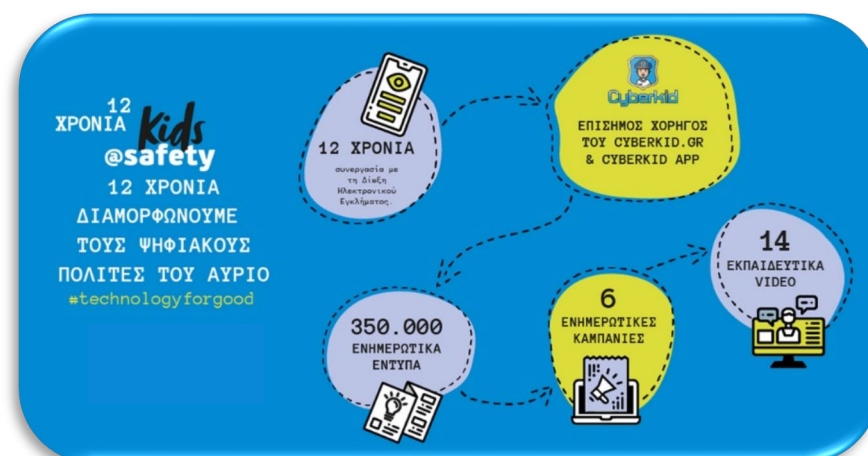 12
ΧΡΟΝΙΑ Kids
@safety
12 ΧΡΟΝΙΑ
ΔΙΑΜΟΡΦΩΝΟΥΜΕ
ΤΟΥΣ ΨΗΦΙΑΚΟΥΣ
ΠΟΛΙΤΕΣ ΤΟΥ ΑΥΡΙΟ
#technologyforgood
12 ΧΡΟΝΙΑ
συνεργασία με
τη Δίωξη
Ηλεκτρονικού
Εγκλήματος.
Cyberkid
ΕΠΙΣΗΜΟΣ ΧΟΡΗΓΟΣ
ΤΟΥ CYBERKID.GR
& CYBERKID APP
350.000
ΕΝΗΜΕΡΩΤΙΚΑ
ΕΝΤΥΠΑ
6
ΕΝΗΜΕΡΩΤΙΚΕΣ
ΚΑΜΠΑΝΙΕΣ
14
ΕΚΠΑΙΔΕΥΤΙΚΑ
VIDEO